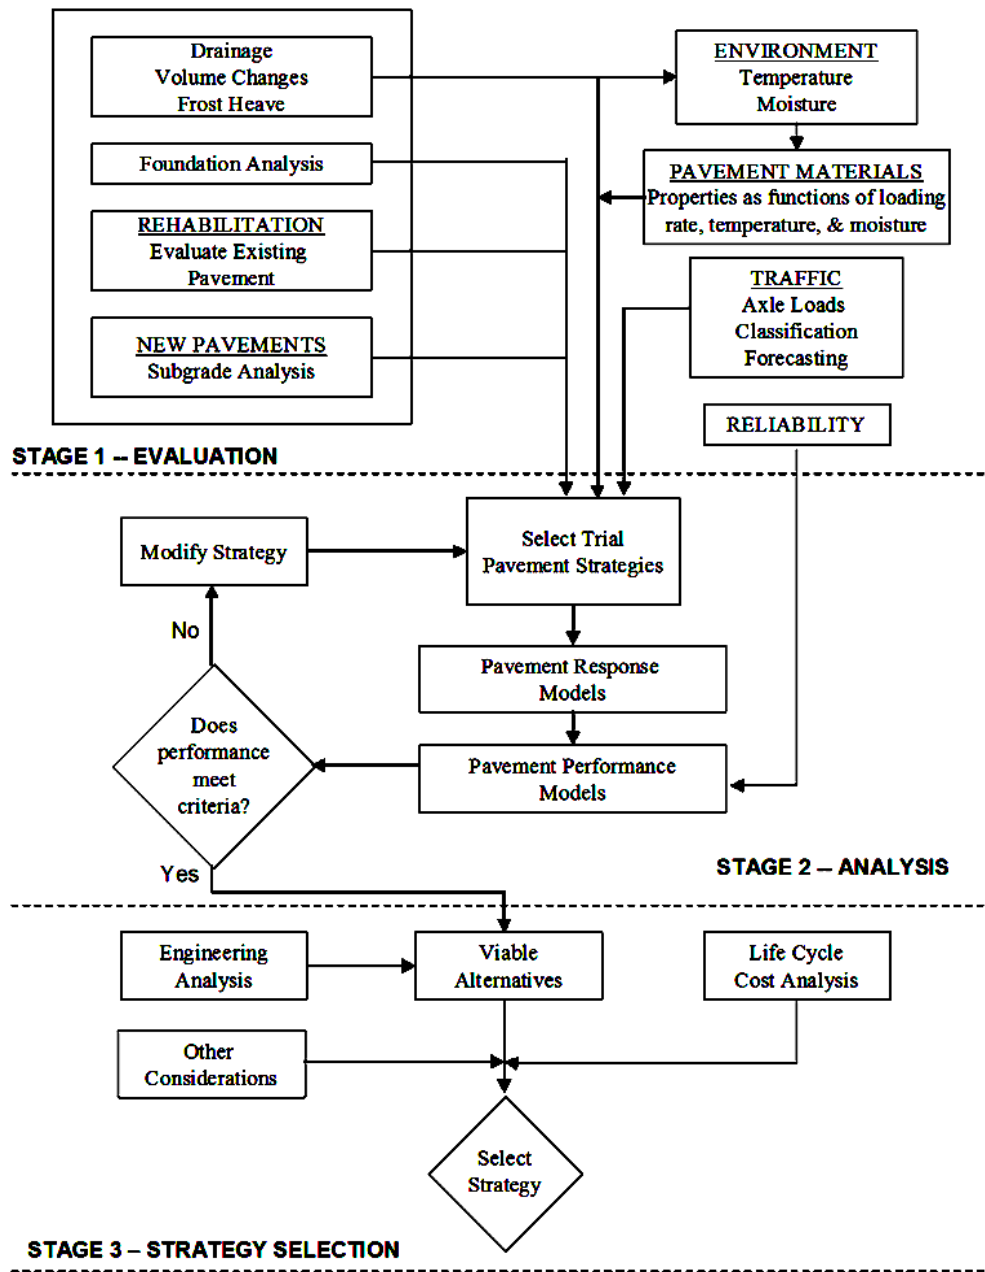 Drainage
Volume Changes
Frost Heave
ENVIRONMENT
Temperature
Moisture
Foundation Analysis
PAVEMENT MATERIALS
Properties as functions of loading
rate, temperature, & moisture
REHABILITATION
Evaluate Existing
Pavement
TRAFFIC
Axle Loads
Classification
Forecasting
NEW PAVEMENTS
Subgrade Analysis
RELIABILITY
STAGE 1 -- EVALUATION
Modify Strategy
Select Trial
Pavement Strategies
No
Pavement Response
Models
Does
performance
meet
criteria?
Pavement Performance
Models
Yes
STAGE 2 -- ANALYSIS
Engineering
Analysis
Viable
Alternatives
Life Cycle
Cost Analysis
Other
Considerations
Select
Strategy
STAGE 3 – STRATEGY SELECTION